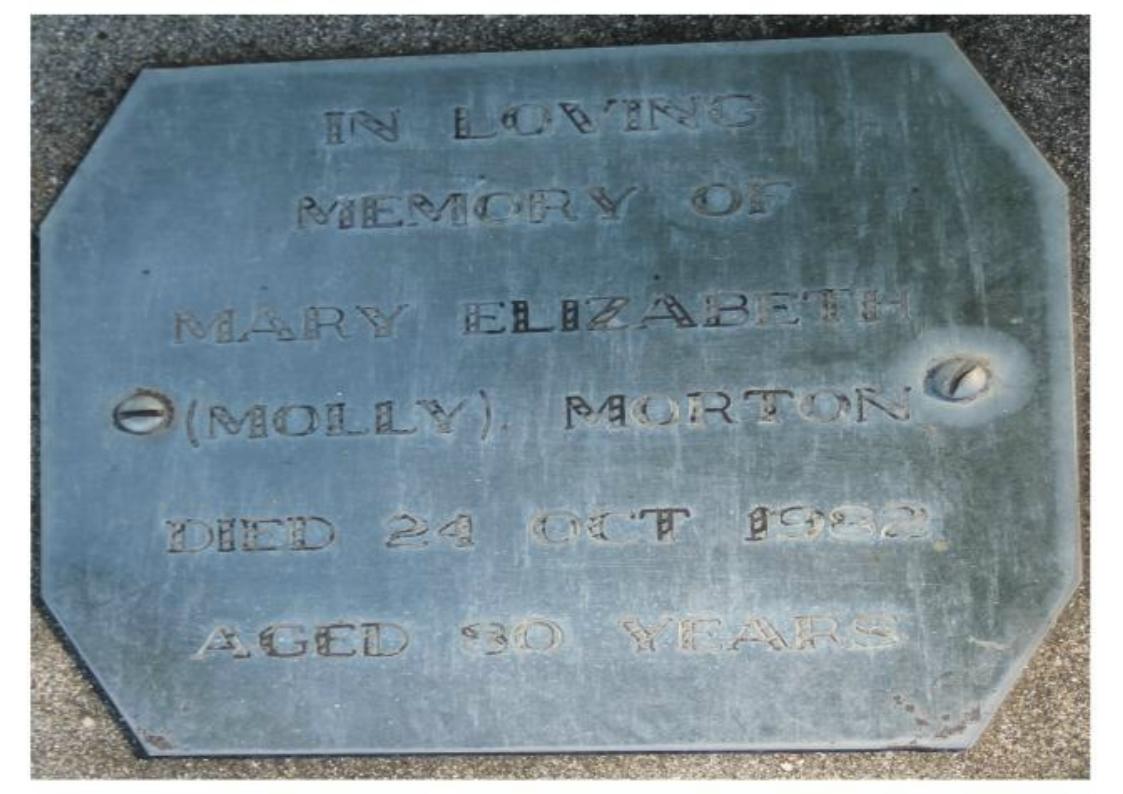 IN LOVING
MEMORY OF
MARY ELIZABETH
(MOLLY). MORTON
DIED 24 OCT 1982.
AGED 80 YEARS